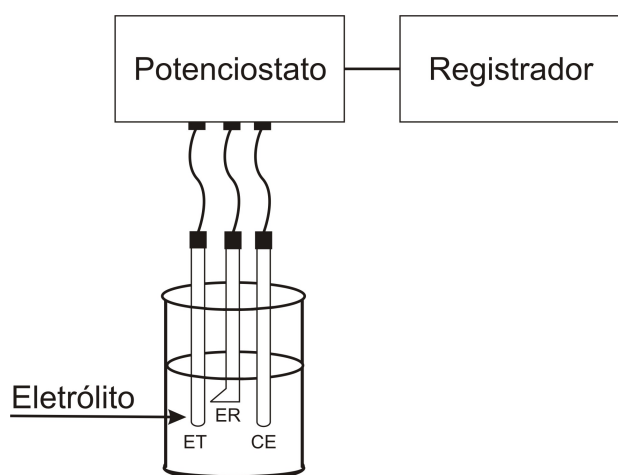 Potenciostato
Registrador
Eletrólito
ER
ET
CE